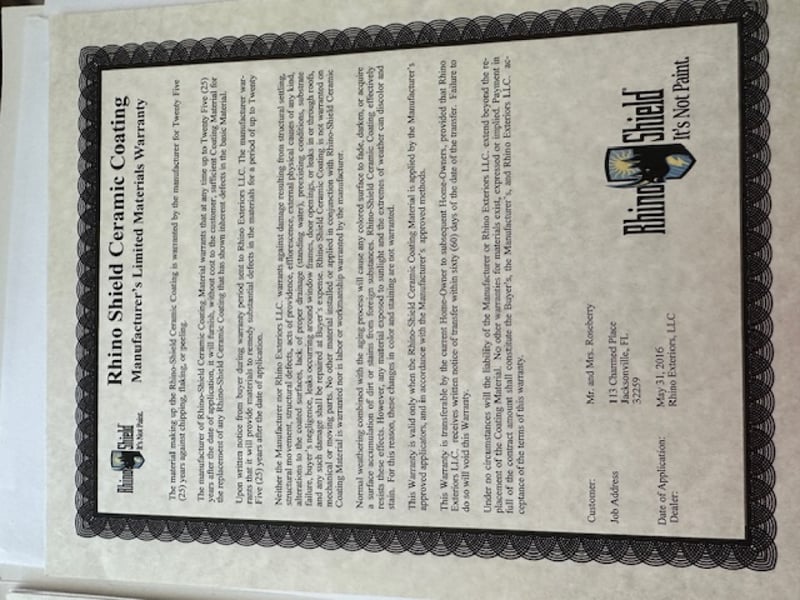 Rhino Shield
It's Not Paint.
Rhino Shield Ceramic Coating
Manufacturer's Limited Materials Warranty
The material making up the Rhino-Shield Ceramic Coating is warranted by the manufacturer for Twenty Five
(25) years against chipping, flaking, or peeling.
The manufacturer of Rhino-Shield Ceramic Coating Material warrants that at any time up to Twenty Five (25)
years after the date of application, it will furnish, without cost to the customer, sufficient Coating Material for
the replacement of any Rhino-Shield Ceramic Coating that has shown inherent defects in the basic Material.
Upon written notice from buyer during warranty period sent to Rhino Exteriors LLC. The manufacturer war-
rants that it will provide materials to remedy substantial defects in the materials for a period of up to Twenty
Five (25) years after the date of application.
Neither the Manufacturer nor Rhino Exteriors LLC. warrants against damage resulting from structural settling,
structural movement, structural defects, acts of providence, efflorescence, external physical causes of any kind,
alterations to the coated surfaces, lack of proper drainage (standing water), preexisting conditions, substrate
failure, buyer's negligence, leaks occurring around window frames, door openings, or leaks in or through roofs,
and any such damage shall be repaired at Buyer's expense. Rhino Shield Ceramic Coating is not warranted on
mechanical or moving parts. No other material installed or applied in conjunction with Rhino-Shield Ceramic
Coating Material is warranted nor is labor or workmanship warranted by the manufacturer.
Normal weathering combined with the aging process will cause any colored surface to fade, darken, or acquire
a surface accumulation of dirt or stains from foreign substances. Rhino-Shield Ceramic Coating effectively
resists these effects. However, any material exposed to sunlight and the extremes of weather can discolor and
stain. For this reason, these changes in color and staining are not warranted.
This Warranty is valid only when the Rhino-Shield Ceramic Coating Material is applied by the Manufacturer's
approved applicators, and in accordance with the Manufacturer's approved methods.
This Warranty is transferable by the current Home-Owner to subsequent Home-Owners, provided that Rhino
Exteriors LLC. receives written notice of transfer within sixty (60) days of the date of the transfer. Failure to
do so will void this Warranty.
Under no circumstances will the liability of the Manufacturer or Rhino Exteriors LLC. extend beyond the re-
placement of the Coating Material. No other warranties for materials exist, expressed or implied. Payment in
full of the contract amount shall constitute the Buyer's, the Manufacturer's, and Rhino Exteriors LLC. ac-
ceptance of the terms of this warranty.
Customer: Mr. and Mrs. Roseberry
Job Address 113 Charmed Place
Jacksonville, FL.
32259
Date of Application: May 31, 2016
Dealer: Rhino Exteriors, LLC
Rhino Shield
It's Not Paint.